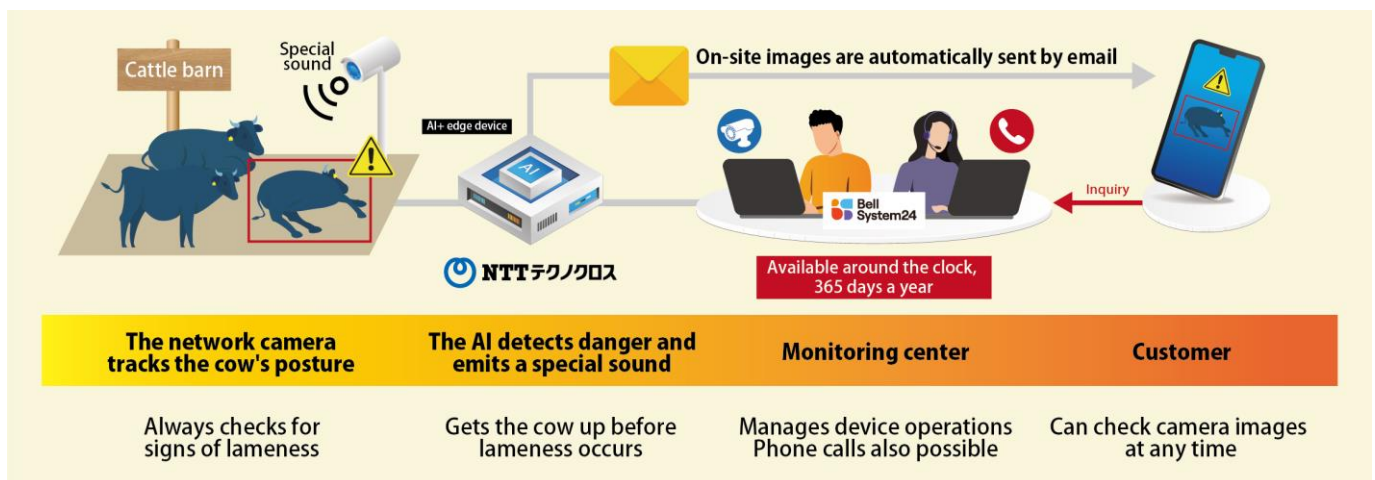 Cattle barn
Special
sound
AI+ edge device
AI
NTTテクノクロス
On-site images are automatically sent by email
Bell
System24
Available around the clock,
365 days a year
Inquiry
The network camera
tracks the cow's posture
Always checks for
signs of lameness
The AI detects danger and
emits a special sound
Gets the cow up before
lameness occurs
Monitoring center
Manages device operations
Phone calls also possible
Customer
Can check camera images
at any time